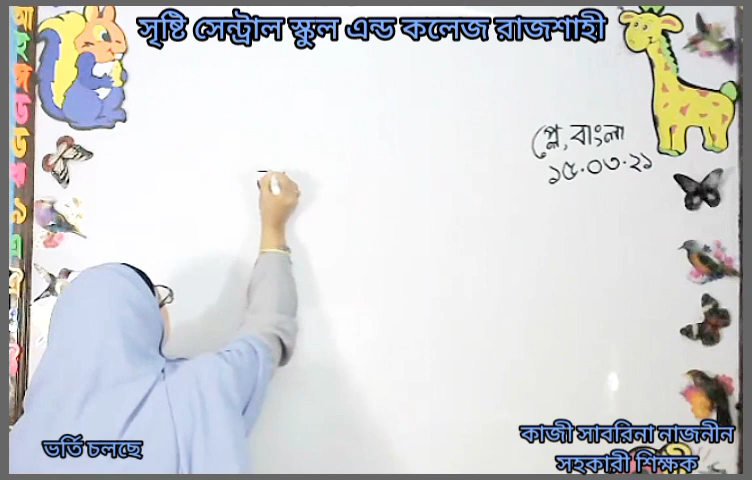 সৃষ্টি সেন্ট্রাল স্কুল এন্ড কলেজ রাজশাহী
প্লে, বাংলা
১৫.০৩.২১
ভর্তি চলছে
কাজী সাবরিনা নাজনীন
সহকারী শিক্ষক